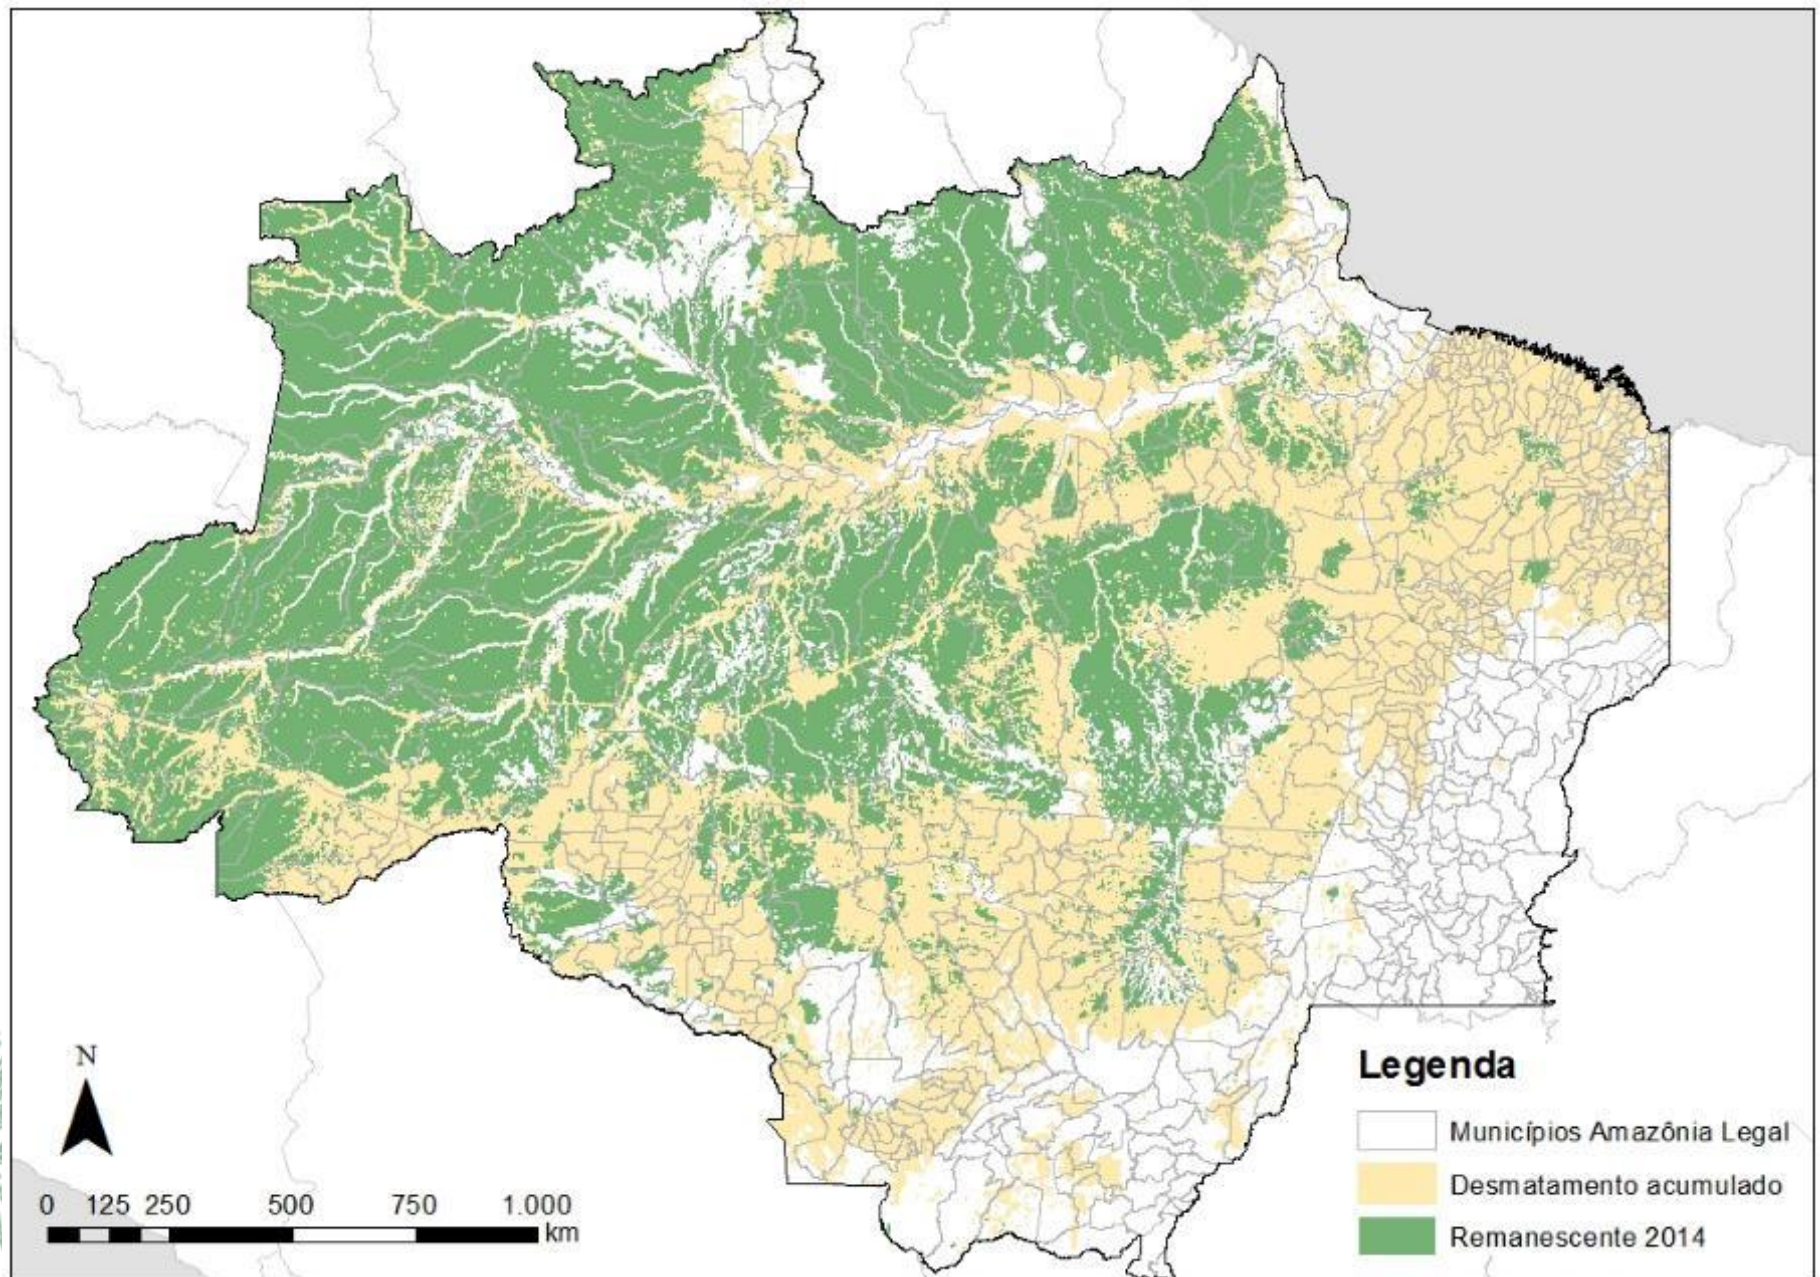 N
0 125 250 500 750 1.000
km
Legenda
Municípios Amazônia Legal
Desmatamento acumulado
Remanescente 2014